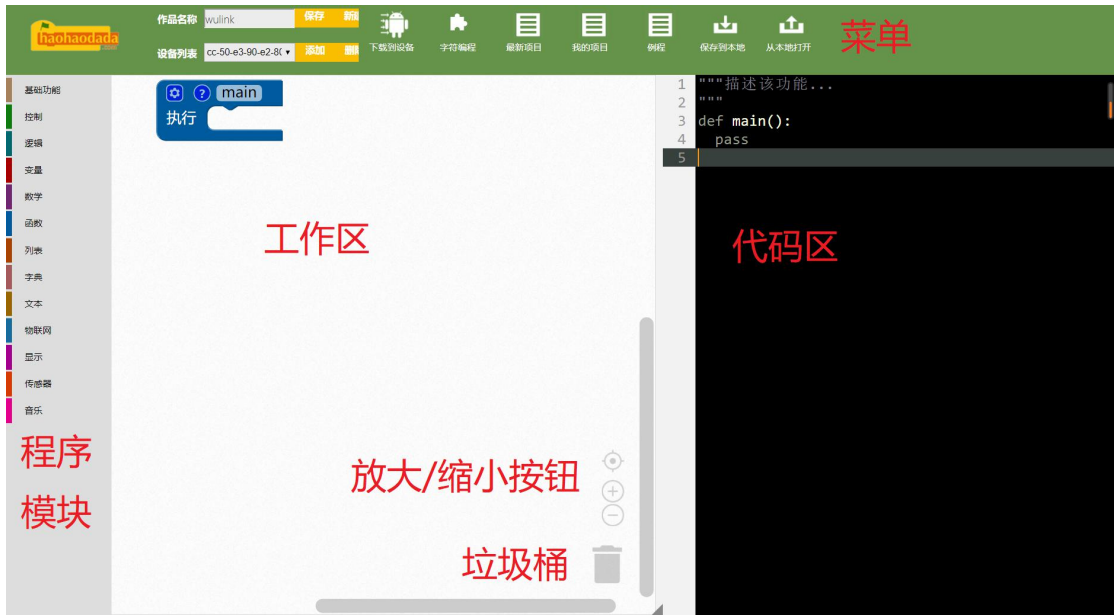 haohaodada
作品名称 wulink 保存
设备列表 cc-50-e3-90-e2-8( 添加
下载到设备 字符编程 最新项目 我的项目 例程 保存到本地 从本地打开
菜单
基础功能
控制
逻辑
变量
数学
函数
列表
字典
文本
物联网
显示
传感器
音乐
程序
模块
? main
执行
工作区
放大/缩小按钮
垃圾桶
1 """描述该功能...
2 """
3 def main():
4 pass
5
代码区